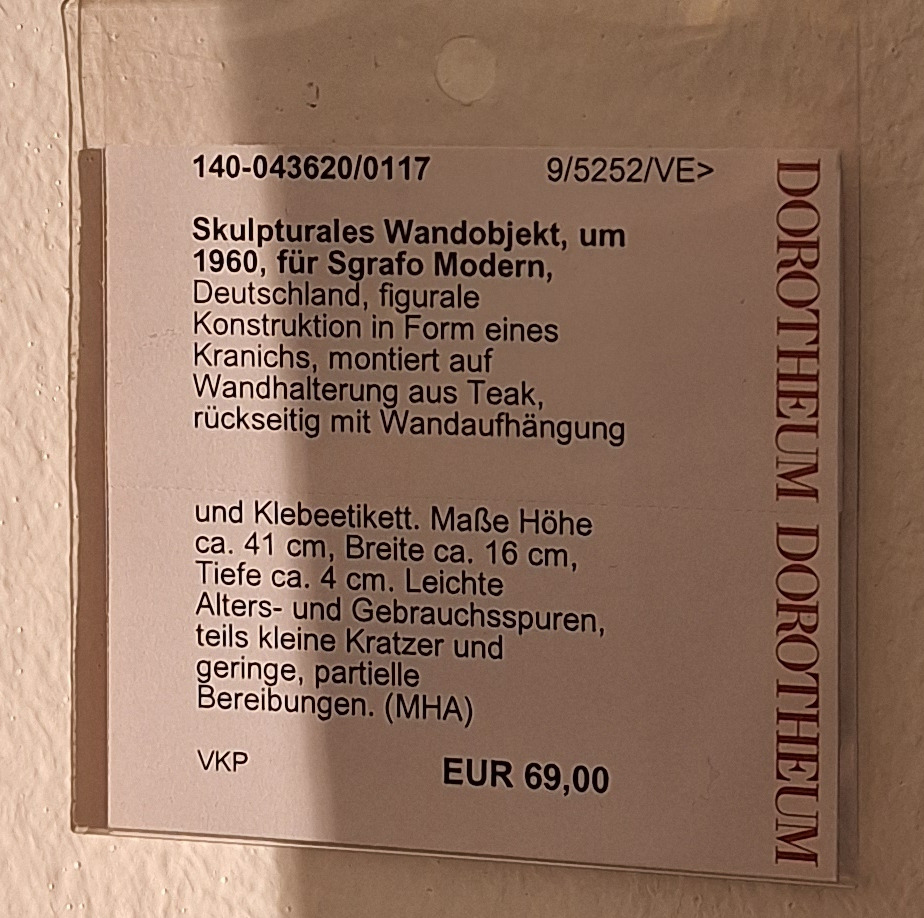 140-043620/0117 9/5252/VE>
Skulpturales Wandobjekt, um
1960, für Sgrafo Modern,
Deutschland, figurale
Konstruktion in Form eines
Kranichs, montiert auf
Wandhalterung aus Teak,
rückseitig mit Wandaufhängung
und Klebeetikett. Maße Höhe
ca. 41 cm, Breite ca. 16 cm,
Tiefe ca. 4 cm. Leichte
Alters- und Gebrauchsspuren,
teils kleine Kratzer und
geringe, partielle
Bereibungen. (MHA)
VKP EUR 69,00
DOROTHEUM DOROTHEUM